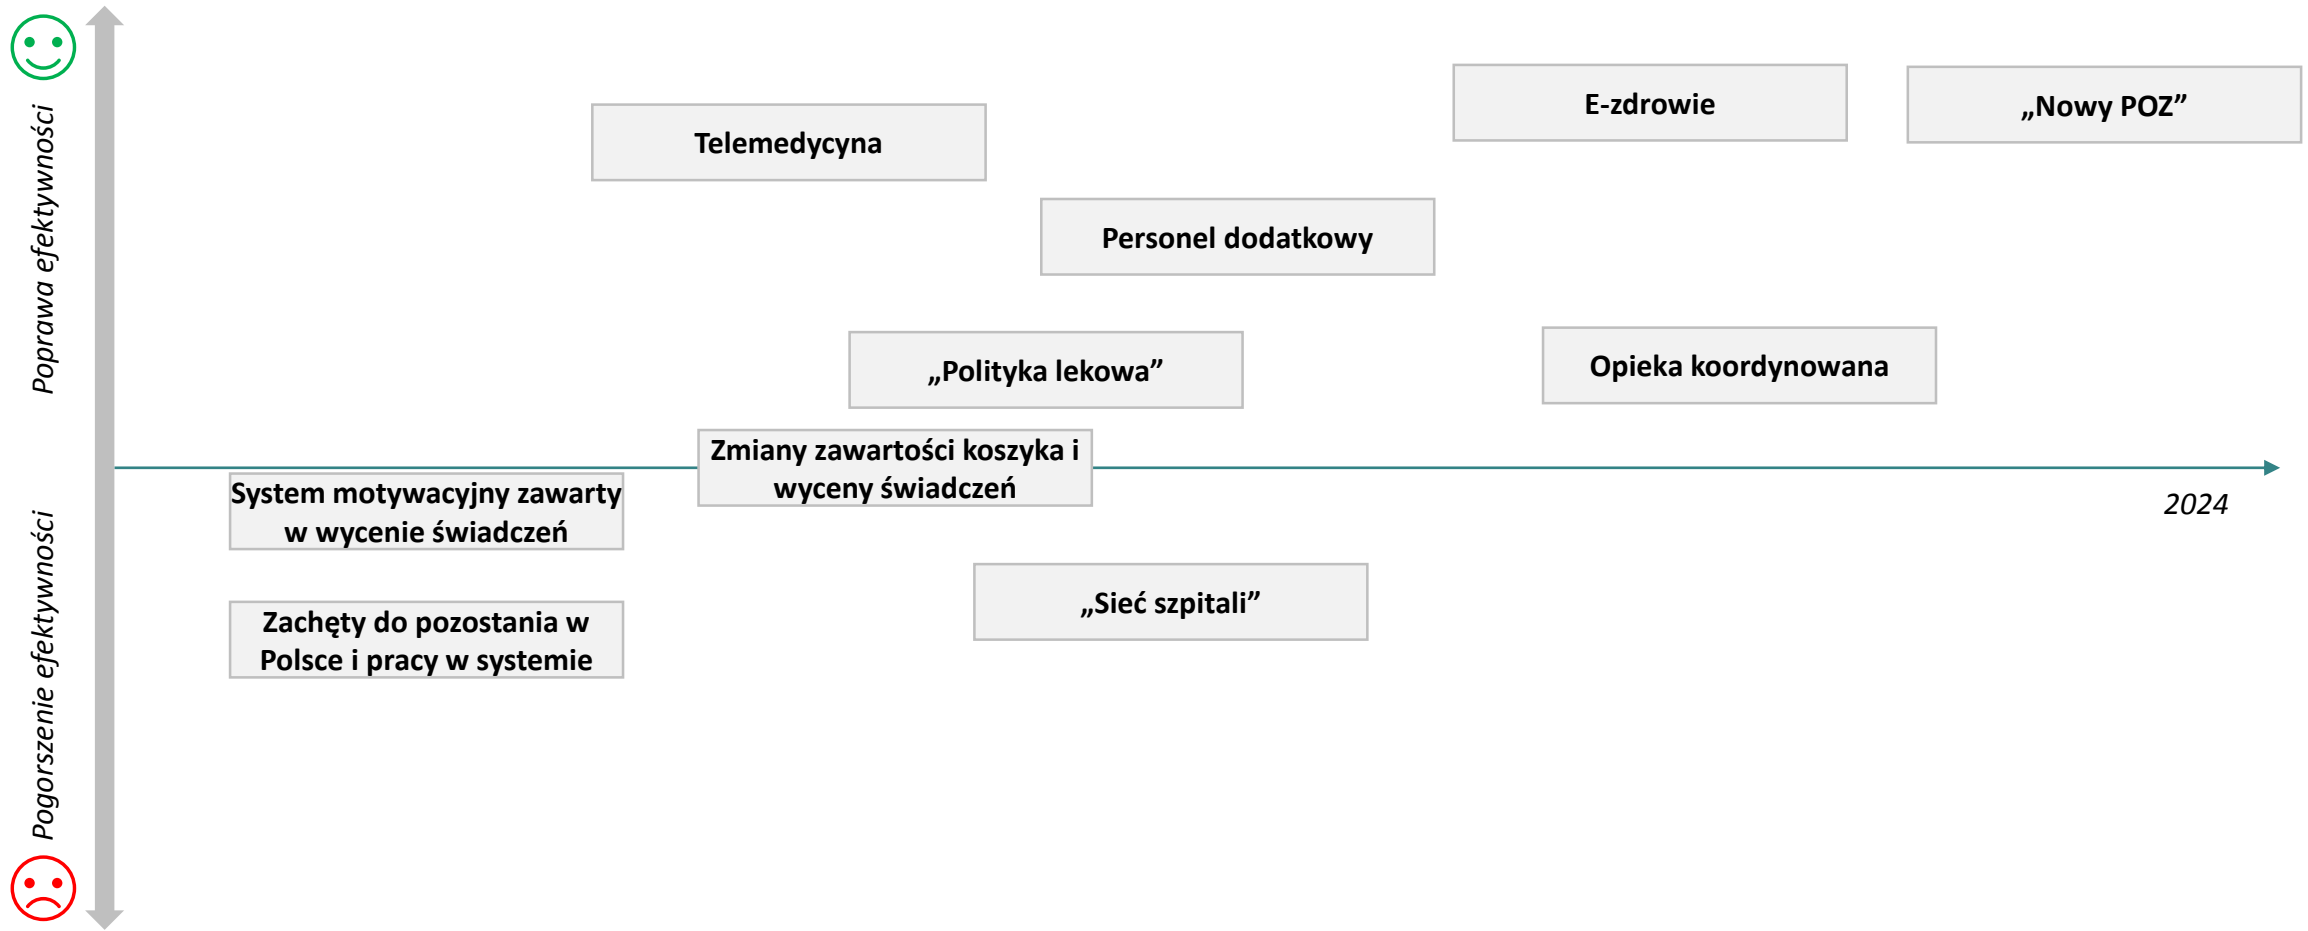 Poprawa efektywności
Pogorszenie efektywności
E-zdrowie
„Nowy POZ”
Telemedycyna
Personel dodatkowy
„Polityka lekowa”
Opieka koordynowana
Zmiany zawartości koszyka i
wyceny świadczeń
System motywacyjny zawarty
w wycenie świadczeń
2024
„Sieć szpitali”
Zachęty do pozostania w
Polsce i pracy w systemie